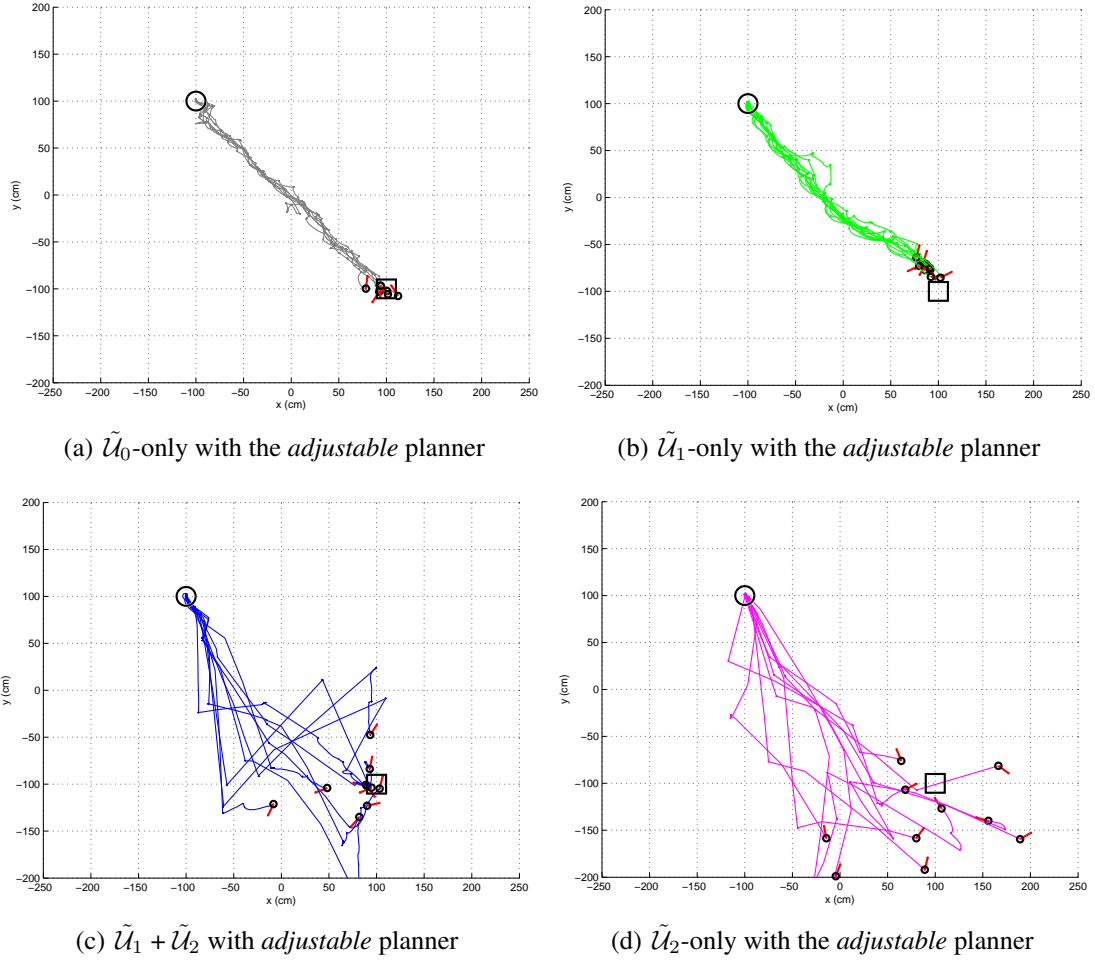 200
150
100
50
0
−50
−100
−150
−200
y (cm)
−250 −200 −150 −100 −50 0 50 100 150 200 250
x (cm)
(a) Ũ₀-only with the adjustable planner
200
150
100
50
0
−50
−100
−150
−200
y (cm)
−250 −200 −150 −100 −50 0 50 100 150 200 250
x (cm)
(b) Ũ₁-only with the adjustable planner
200
150
100
50
0
−50
−100
−150
−200
y (cm)
−250 −200 −150 −100 −50 0 50 100 150 200 250
x (cm)
(c) Ũ₁ + Ũ₂ with adjustable planner
200
150
100
50
0
−50
−100
−150
−200
y (cm)
−250 −200 −150 −100 −50 0 50 100 150 200 250
x (cm)
(d) Ũ₂-only with the adjustable planner